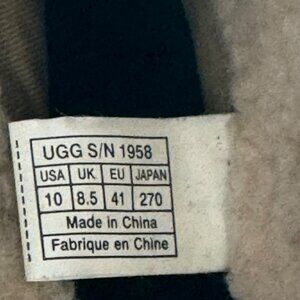 UGG S/N 1958
USA UK EU JAPAN
10 8.5 41 270
Made in China
Fabrique en Chine